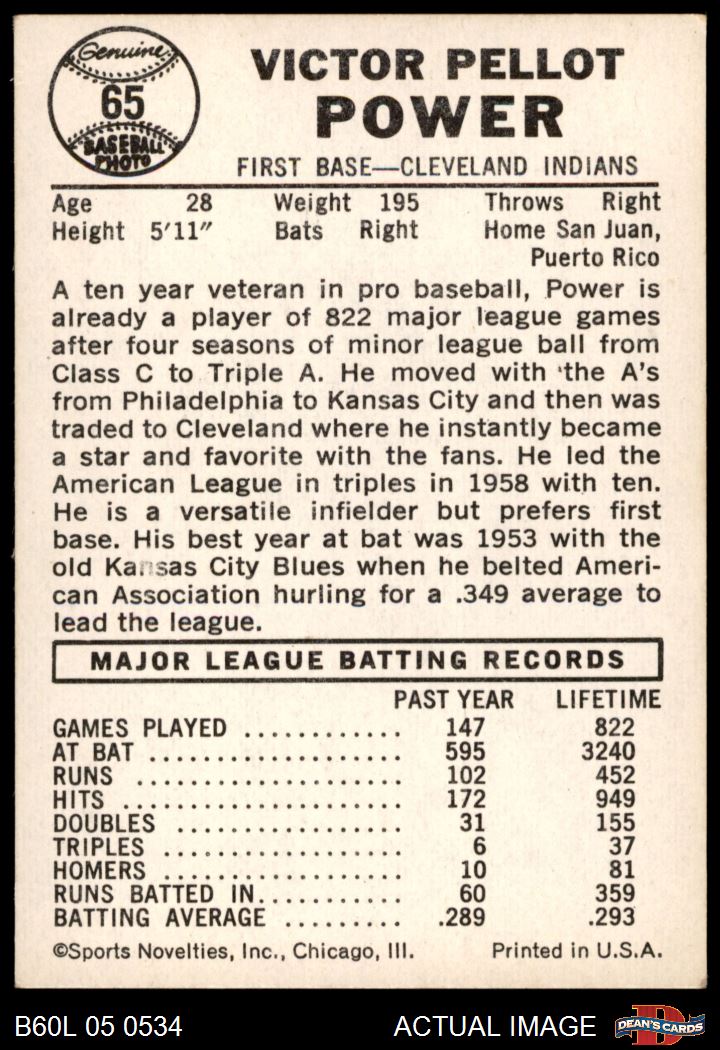 Genuine
65
BASEBALL
PHOTO
VICTOR PELLOT
POWER
FIRST BASE—CLEVELAND INDIANS
Age 28 Weight 195 Throws Right
Height 5'11" Bats Right Home San Juan,
Puerto Rico
A ten year veteran in pro baseball, Power is
already a player of 822 major league games
after four seasons of minor league ball from
Class C to Triple A. He moved with the A's
from Philadelphia to Kansas City and then was
traded to Cleveland where he instantly became
a star and favorite with the fans. He led the
American League in triples in 1958 with ten.
He is a versatile infielder but prefers first
base. His best year at bat was 1953 with the
old Kansas City Blues when he belted Ameri-
can Association hurling for a .349 average to
lead the league.
MAJOR LEAGUE BATTING RECORDS
PAST YEAR LIFETIME
GAMES PLAYED ............ 147 822
AT BAT ................... 595 3240
RUNS .................... 102 452
HITS ..................... 172 949
DOUBLES ................. 31 155
TRIPLES .................. 6 37
HOMERS .................. 10 81
RUNS BATTED IN........... 60 359
BATTING AVERAGE ......... .289 .293
©Sports Novelties, Inc., Chicago, Ill. Printed in U.S.A.
B60L 05 0534 ACTUAL IMAGE D DEAN'S CARDS